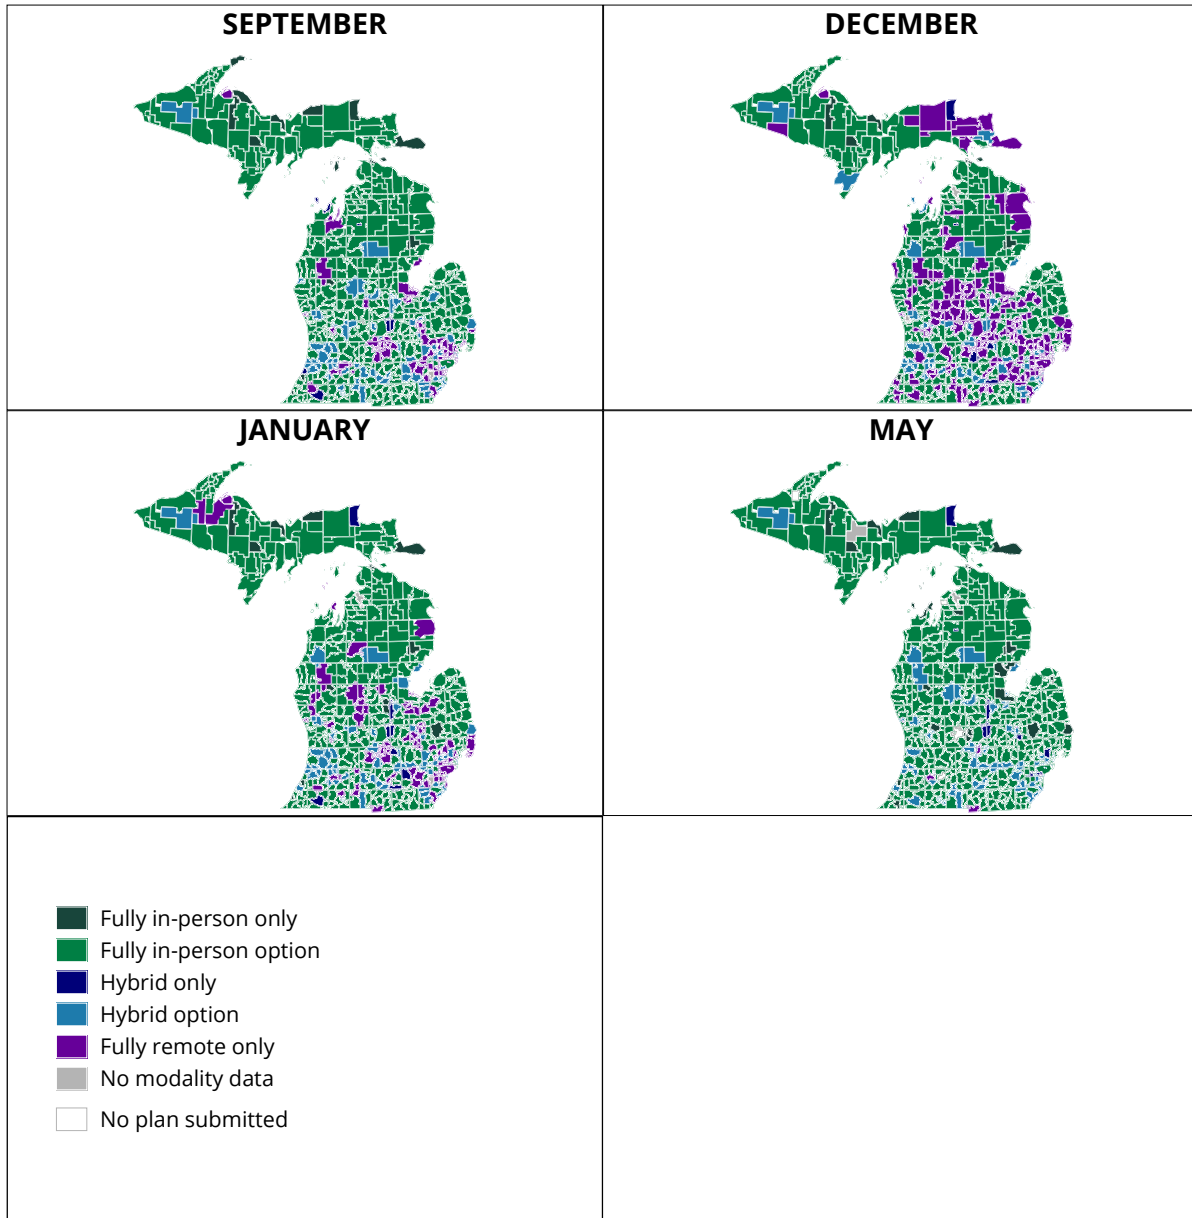 SEPTEMBER
DECEMBER
JANUARY
MAY
Fully in-person only
Fully in-person option
Hybrid only
Hybrid option
Fully remote only
No modality data
No plan submitted